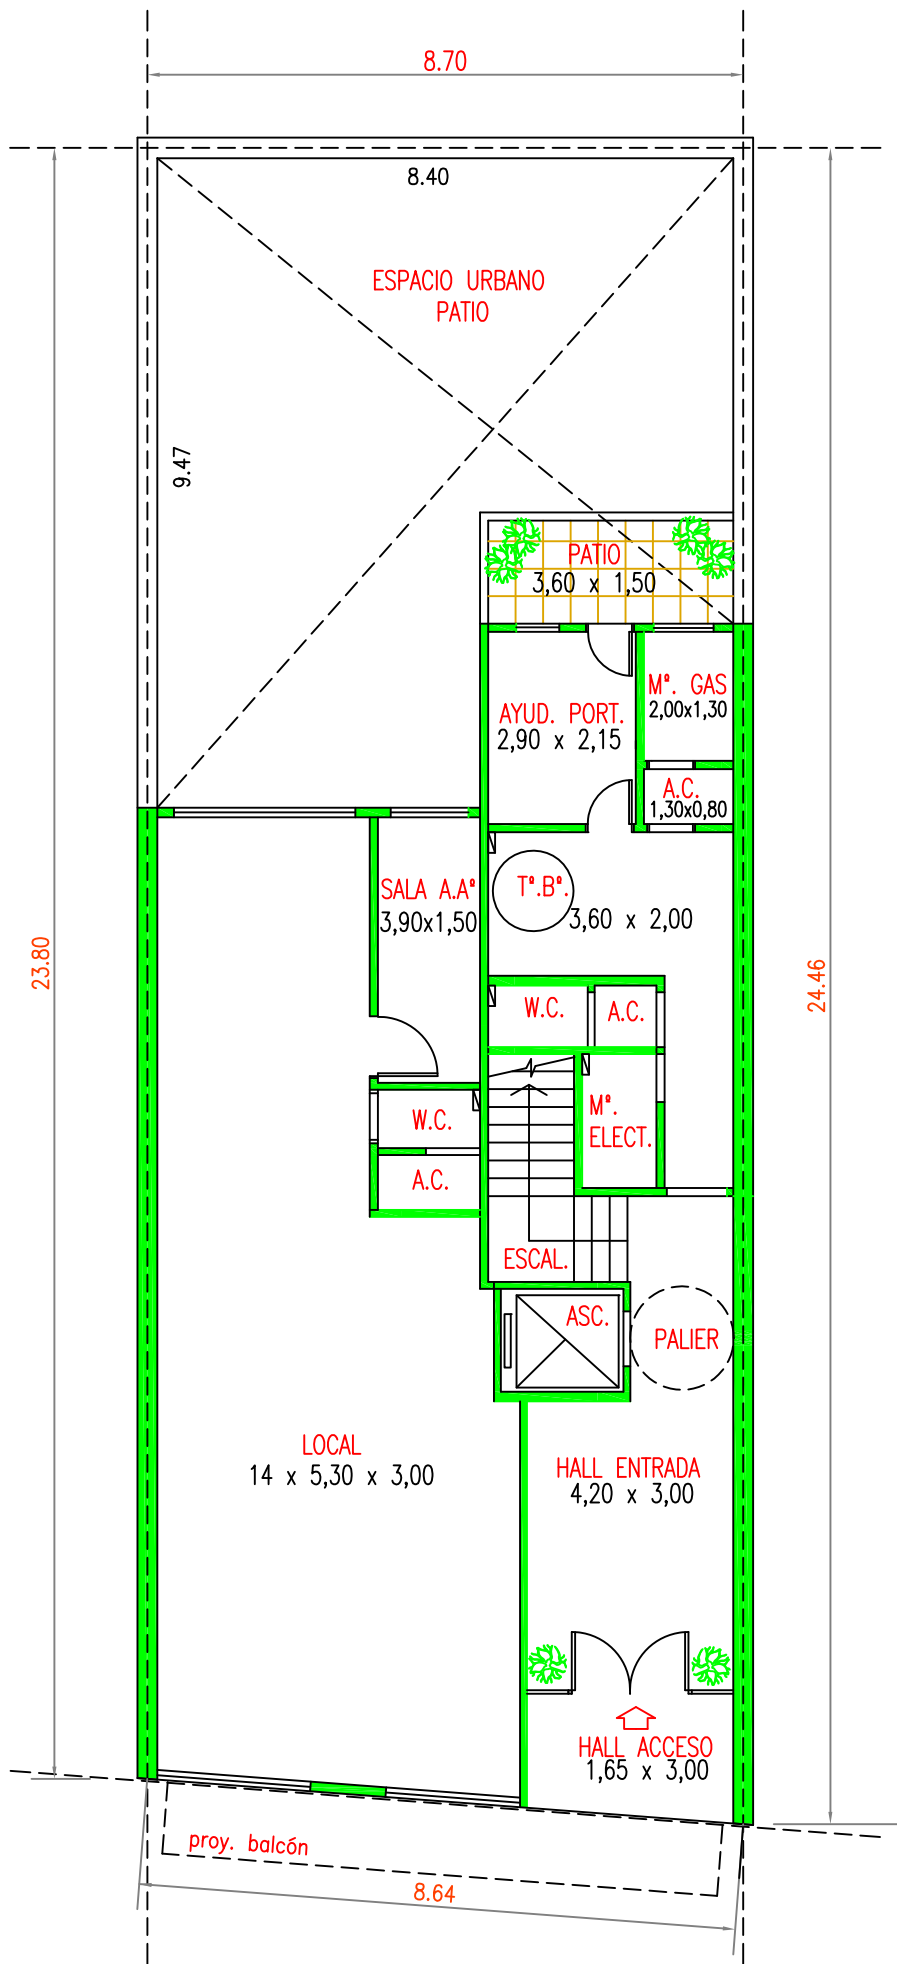 8.70
8.40
ESPACIO URBANO
PATIO
9.47
PATIO
3,60 x 1,50
Mª. GAS
2,00x1,30
AYUD. PORT.
2,90 x 2,15
A.C.
1,30x0,80
SALA A.Aº
3,90x1,50
Tº.Bº.
3,60 x 2,00
23.80
24.46
W.C.
A.C.
Mª.
ELECT.
W.C.
A.C.
ESCAL.
ASC.
PALIER
LOCAL
14 x 5,30 x 3,00
HALL ENTRADA
4,20 x 3,00
HALL ACCESO
1,65 x 3,00
proy. balcón
8.64